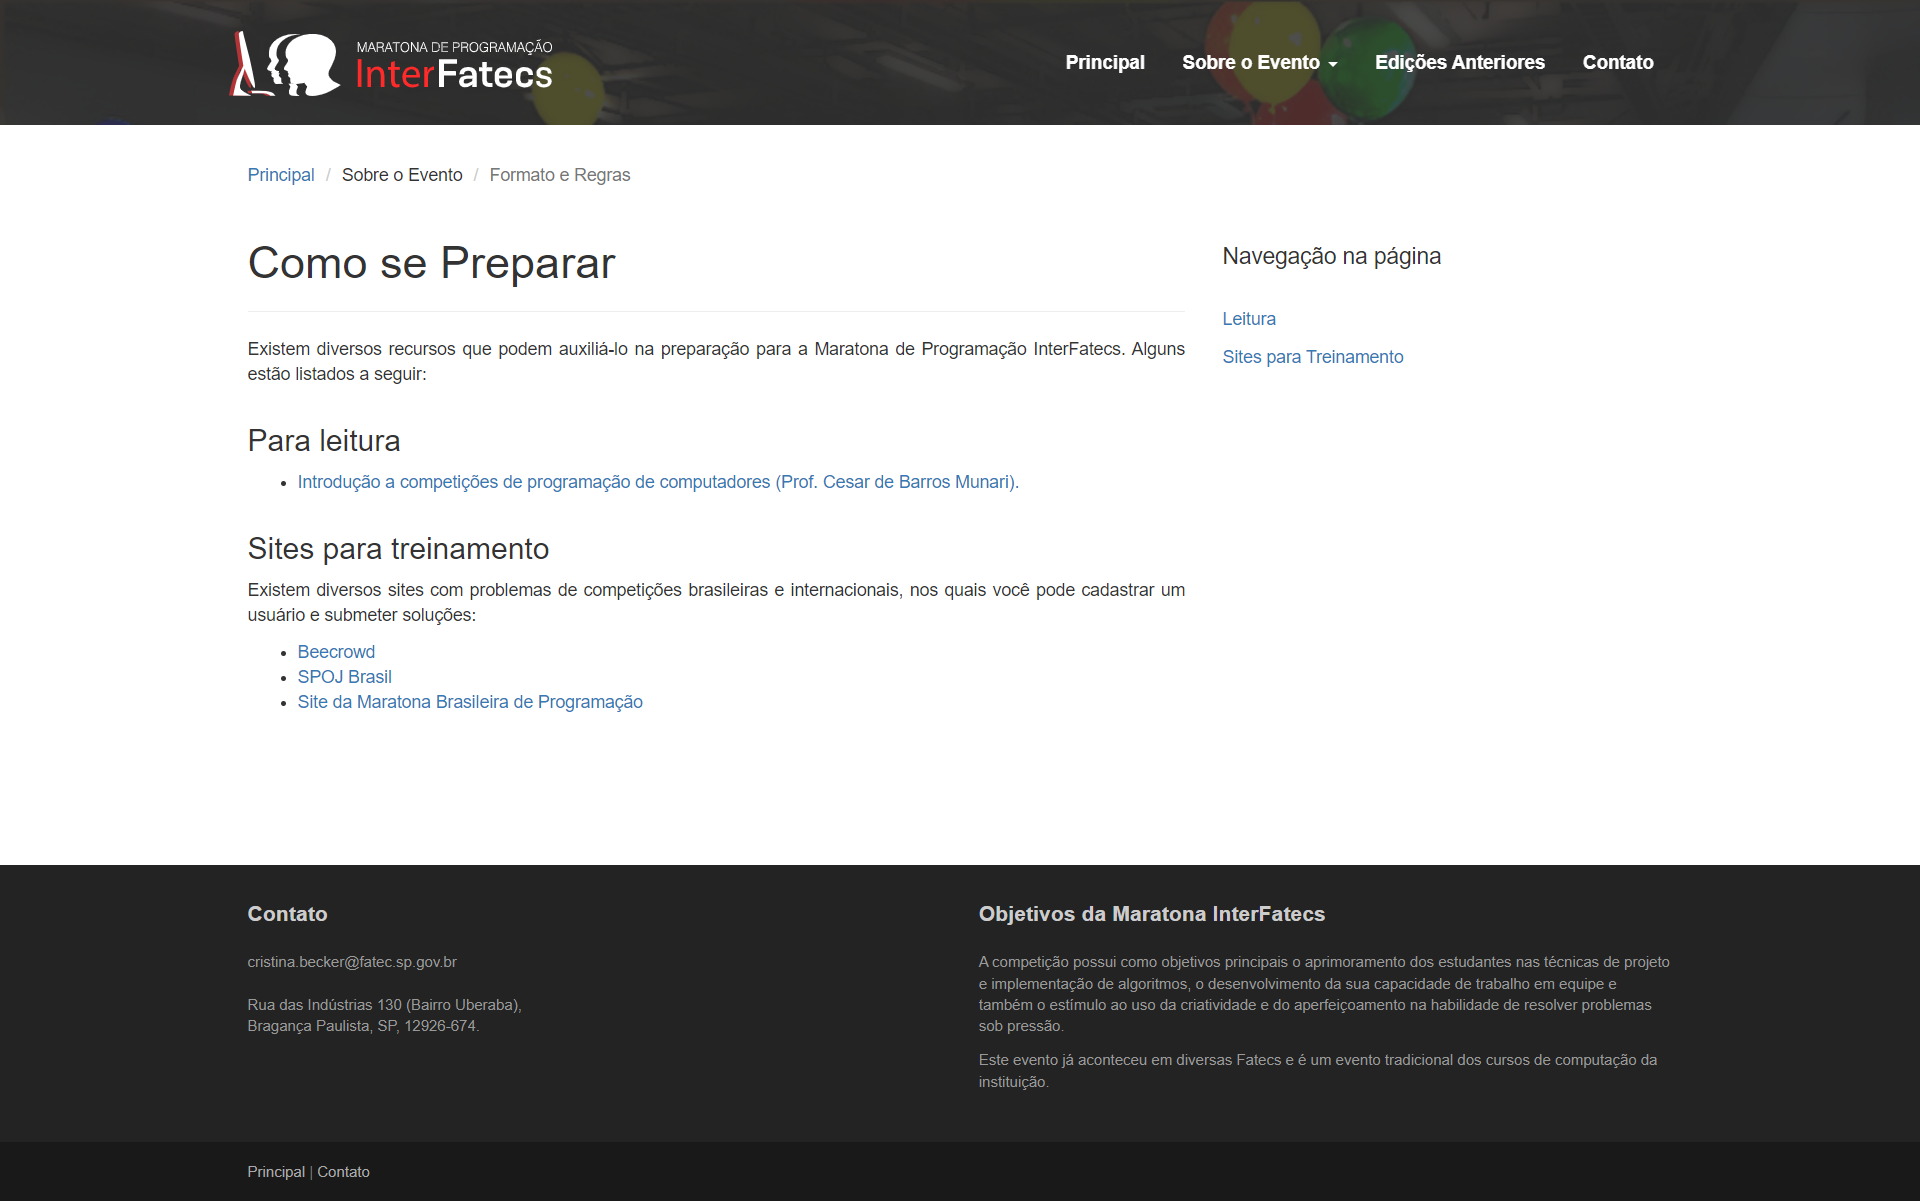 MARATONA DE PROGRAMAÇÃO
InterFatecs
Principal
Sobre o Evento
Edições Anteriores
Contato
Principal / Sobre o Evento / Formato e Regras
Como se Preparar
Existem diversos recursos que podem auxiliá-lo na preparação para a Maratona de Programação InterFatecs. Alguns
estão listados a seguir:
Para leitura
• Introdução a competições de programação de computadores (Prof. Cesar de Barros Munari).
Sites para treinamento
Existem diversos sites com problemas de competições brasileiras e internacionais, nos quais você pode cadastrar um
usuário e submeter soluções:
• Beecrowd
• SPOJ Brasil
• Site da Maratona Brasileira de Programação
Navegação na página
Leitura
Sites para Treinamento
Contato
cristina.becker@fatec.sp.gov.br
Rua das Indústrias 130 (Bairro Uberaba),
Bragança Paulista, SP, 12926-674.
Objetivos da Maratona InterFatecs
A competição possui como objetivos principais o aprimoramento dos estudantes nas técnicas de projeto
e implementação de algoritmos, o desenvolvimento da sua capacidade de trabalho em equipe e
também o estímulo ao uso da criatividade e do aperfeiçoamento na habilidade de resolver problemas
sob pressão.
Este evento já aconteceu em diversas Fatecs e é um evento tradicional dos cursos de computação da
instituição.
Principal | Contato